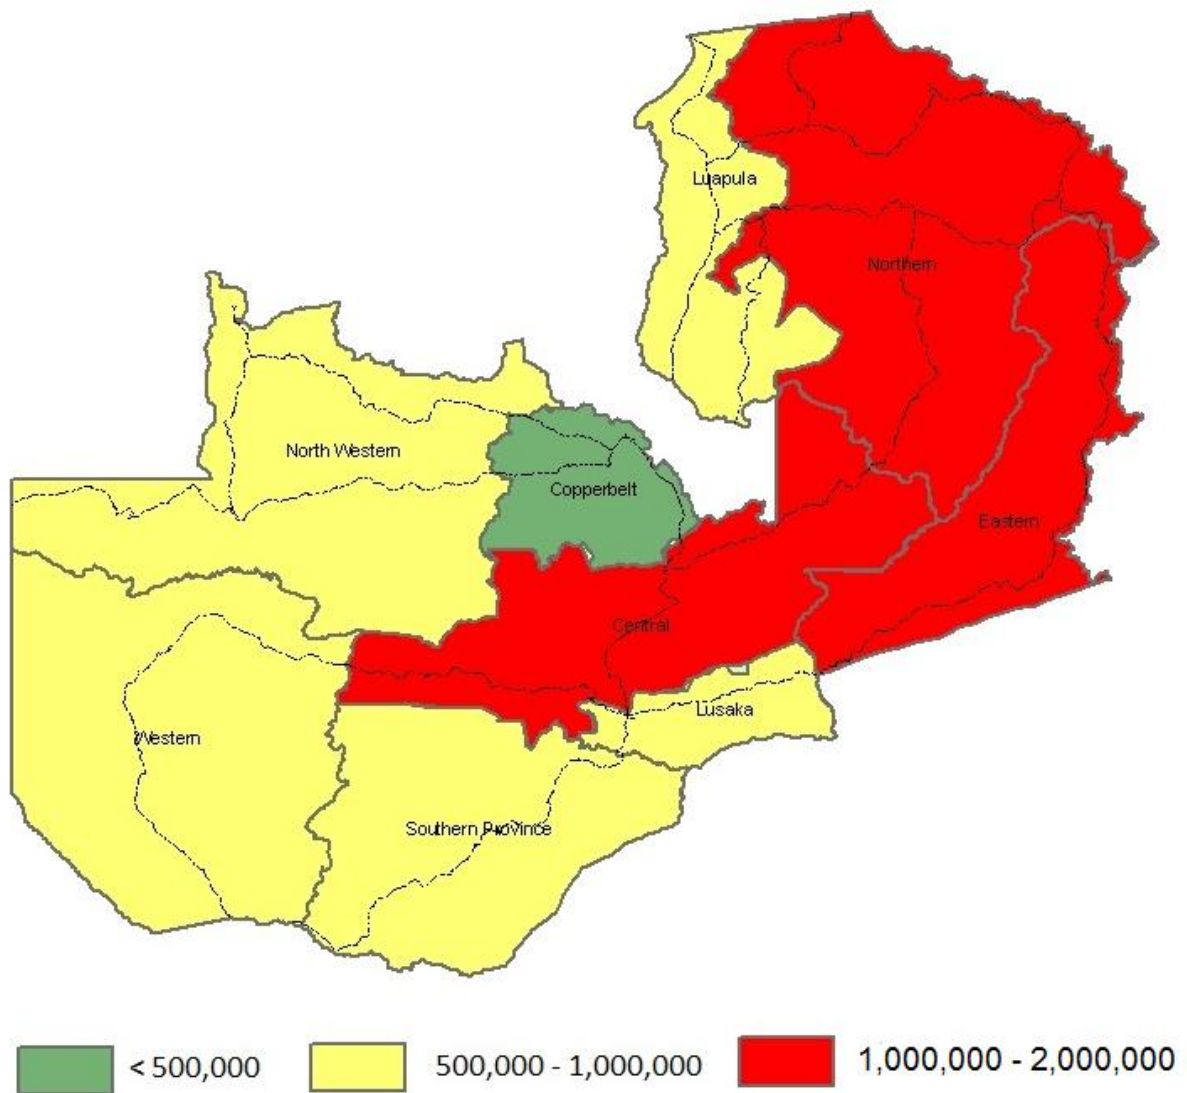 Luapula
Northern
North Western
Copperbelt
Eastern
Central
Lusaka
Western
Southern Province
< 500,000
500,000 - 1,000,000
1,000,000 - 2,000,000